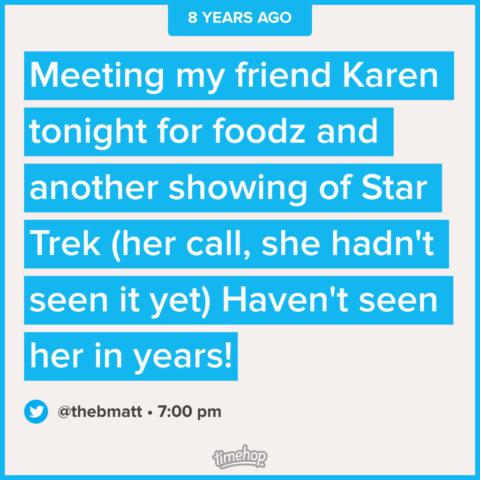 8 YEARS AGO
Meeting my friend Karen
tonight for foodz and
another showing of Star
Trek (her call, she hadn't
seen it yet) Haven't seen
her in years!
@thebmatt • 7:00 pm
timehop